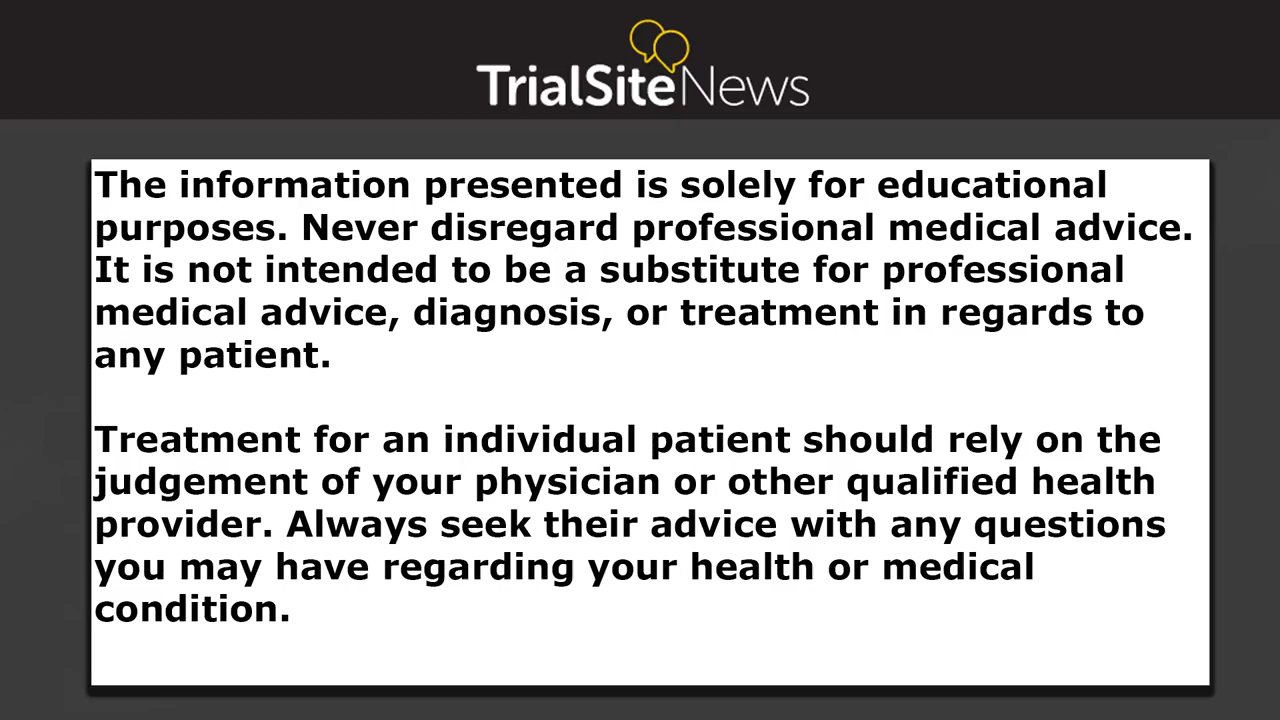 TrialSiteNews
The information presented is solely for educational
purposes. Never disregard professional medical advice.
It is not intended to be a substitute for professional
medical advice, diagnosis, or treatment in regards to
any patient.
Treatment for an individual patient should rely on the
judgement of your physician or other qualified health
provider. Always seek their advice with any questions
you may have regarding your health or medical
condition.